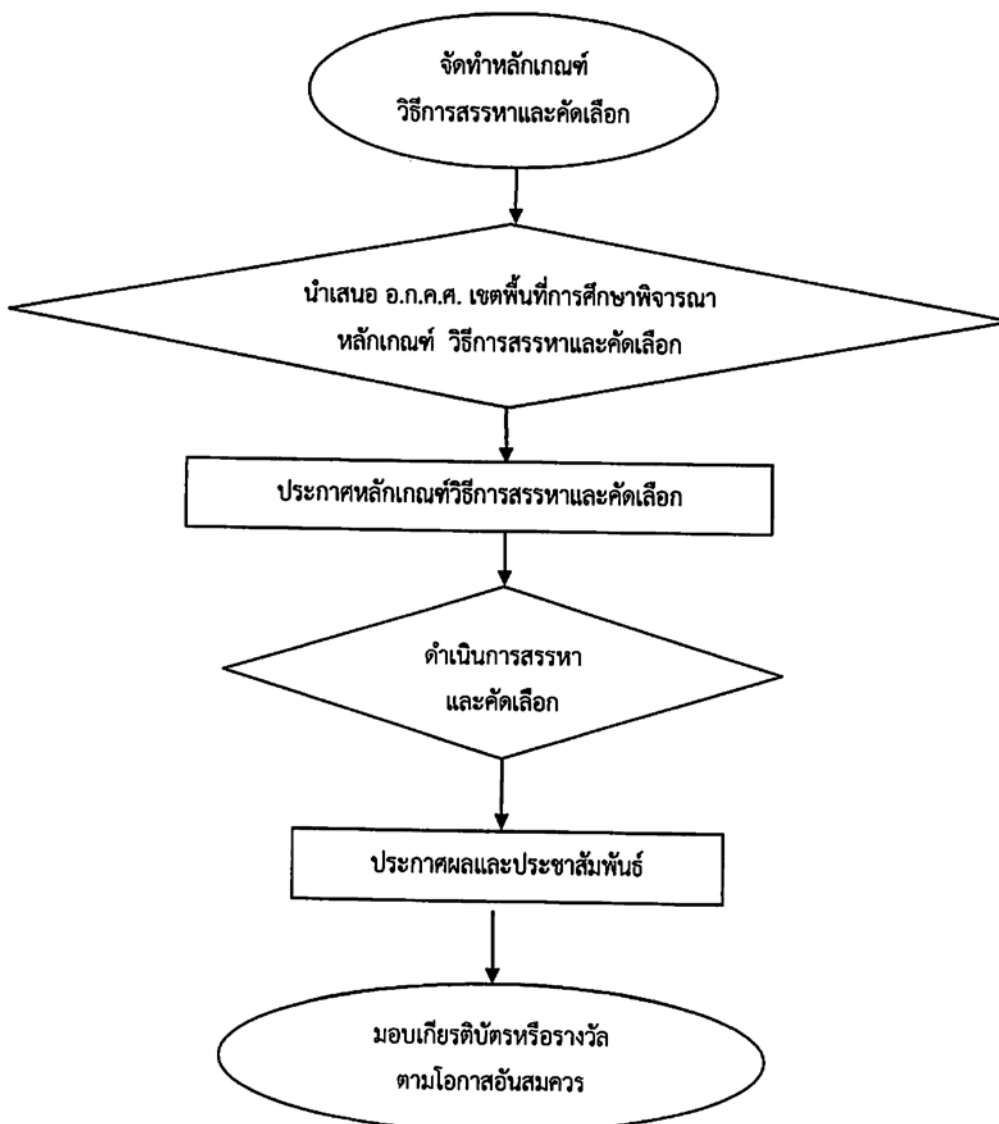 จัดทำหลักเกณฑ์
วิธีการสรรหาและคัดเลือก
นำเสนอ อ.ก.ค.ศ. เขตพื้นที่การศึกษาพิจารณา
หลักเกณฑ์ วิธีการสรรหาและคัดเลือก
ประกาศหลักเกณฑ์วิธีการสรรหาและคัดเลือก
ดำเนินการสรรหา
และคัดเลือก
ประกาศผลและประชาสัมพันธ์
มอบเกียรติบัตรหรือรางวัล
ตามโอกาสอันสมควร